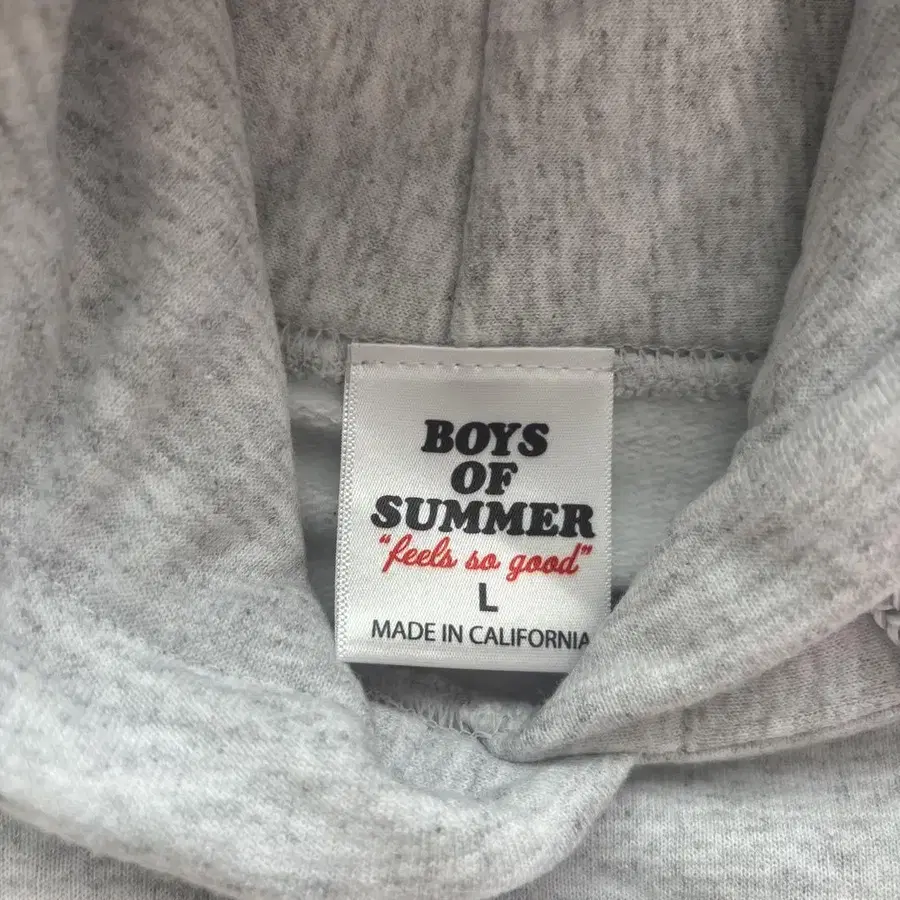 BOYS
OF
SUMMER
"feels so good"
L
MADE IN CALIFORNIA